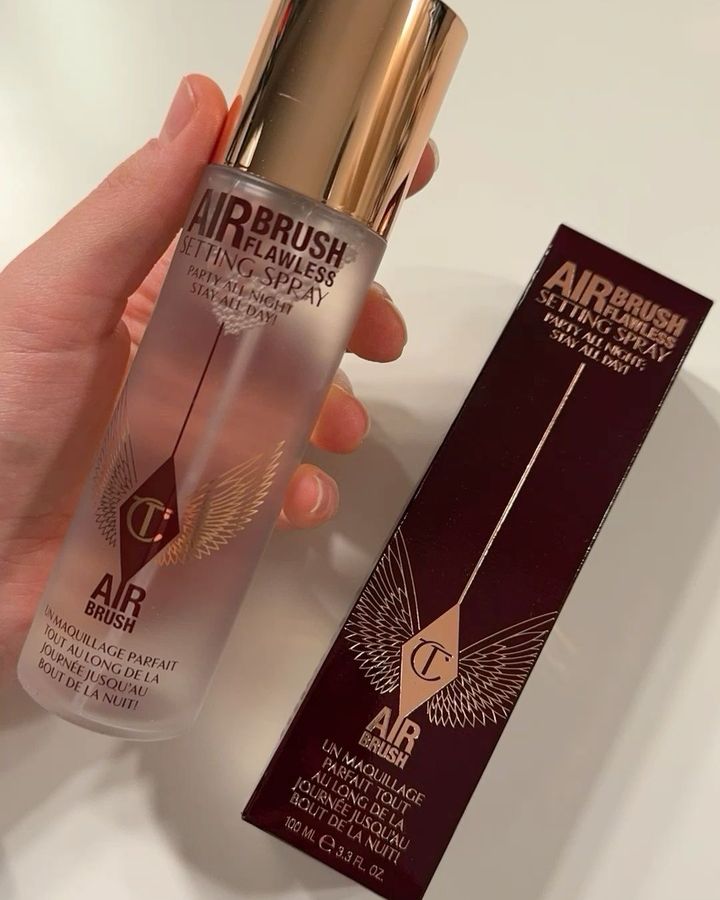 AIRBRUSH
FLAWLESS
SETTING SPRAY
PARTY ALL NIGHT
STAY ALL DAY!
CT
AIR
BRUSH
UN MAQUILLAGE PARFAIT
TOUT AU LONG DE LA
JOURNÉE JUSQU'AU
BOUT DE LA NUIT!
AIRBRUSH
FLAWLESS
SETTING SPRAY
PARTY ALL NIGHT,
STAY ALL DAY!
CT
AIR
BRUSH
UN MAQUILLAGE
PARFAIT TOUT
AU LONG DE LA
JOURNÉE JUSQU'AU
BOUT DE LA NUIT!
100 ML ℮ 3.3 FL. OZ.